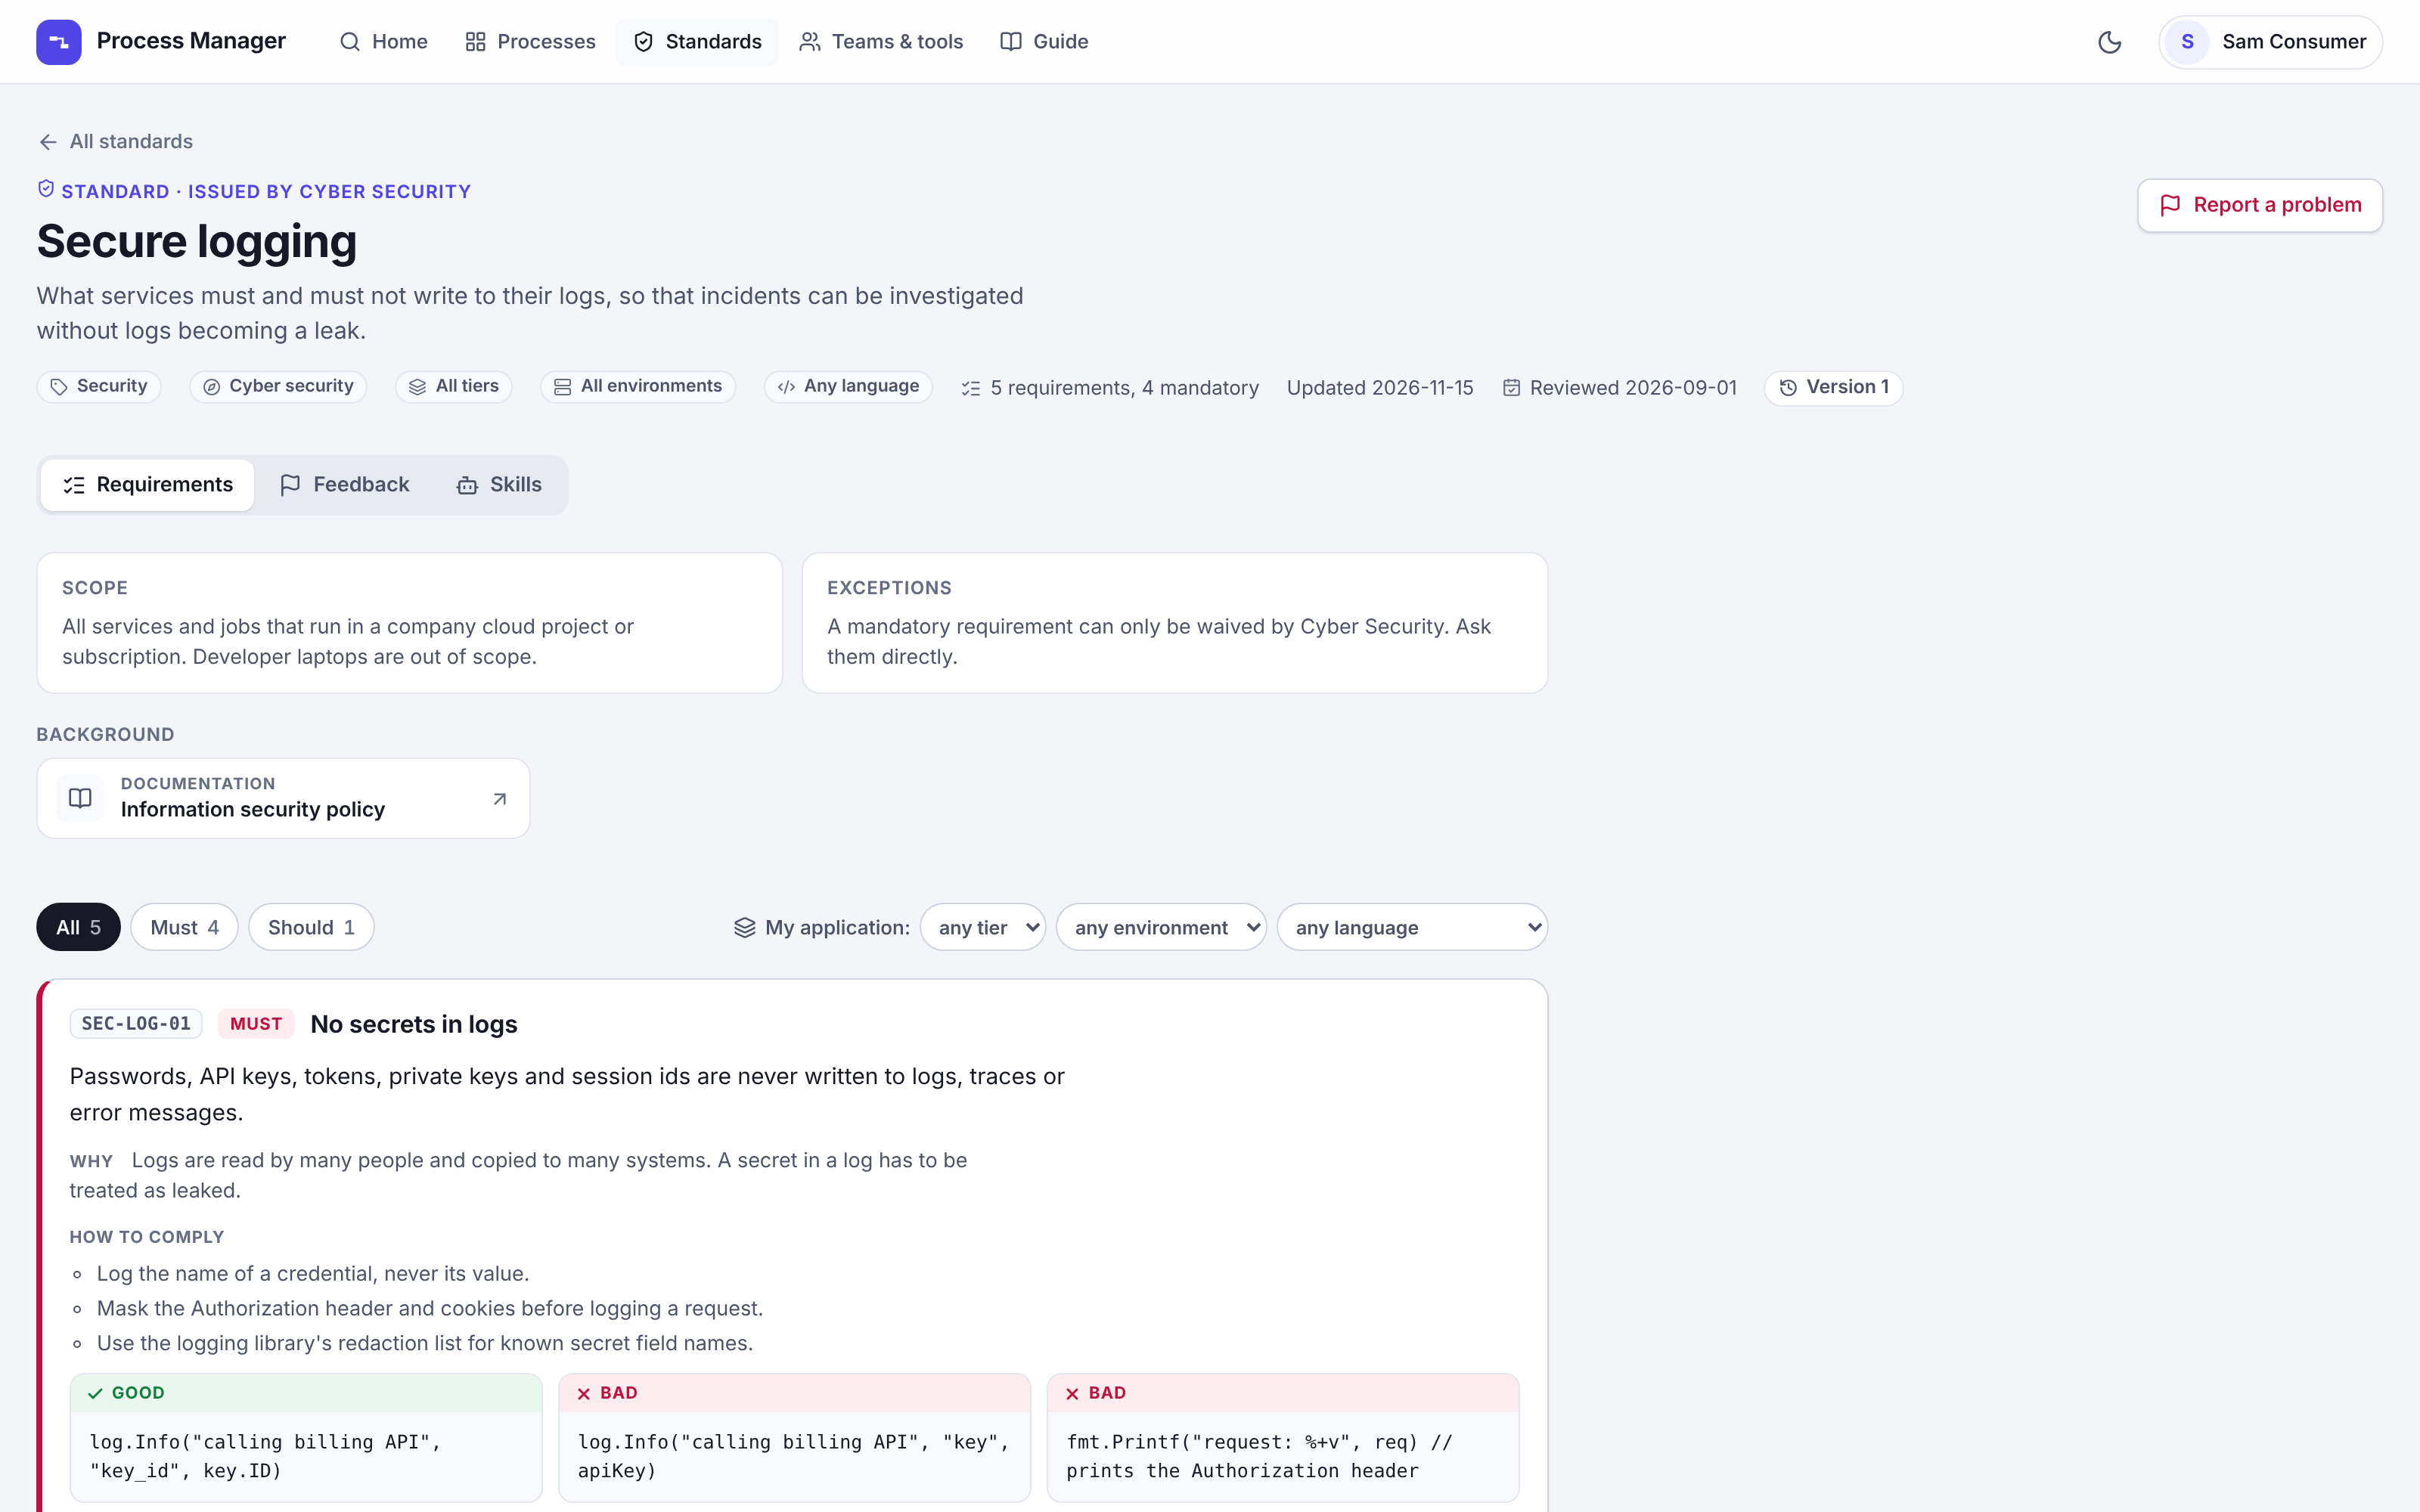 Process Manager
Home
Processes
Standards
Teams & tools
Guide
S
Sam Consumer
All standards
STANDARD · ISSUED BY CYBER SECURITY
Report a problem
Secure logging
What services must and must not write to their logs, so that incidents can be investigated
without logs becoming a leak.
Security
Cyber security
All tiers
All environments
Any language
5 requirements, 4 mandatory
Updated 2026-11-15
Reviewed 2026-09-01
Version 1
Requirements
Feedback
Skills
SCOPE
All services and jobs that run in a company cloud project or
subscription. Developer laptops are out of scope.
EXCEPTIONS
A mandatory requirement can only be waived by Cyber Security. Ask
them directly.
BACKGROUND
DOCUMENTATION
Information security policy
All 5
Must 4
Should 1
My application:
any tier
any environment
any language
SEC-LOG-01
MUST
No secrets in logs
Passwords, API keys, tokens, private keys and session ids are never written to logs, traces or
error messages.
WHY Logs are read by many people and copied to many systems. A secret in a log has to be
treated as leaked.
HOW TO COMPLY
Log the name of a credential, never its value.
Mask the Authorization header and cookies before logging a request.
Use the logging library's redaction list for known secret field names.
GOOD
log.Info("calling billing API",
"key_id", key.ID)
BAD
log.Info("calling billing API", "key",
apiKey)
BAD
fmt.Printf("request: %+v", req) //
prints the Authorization header